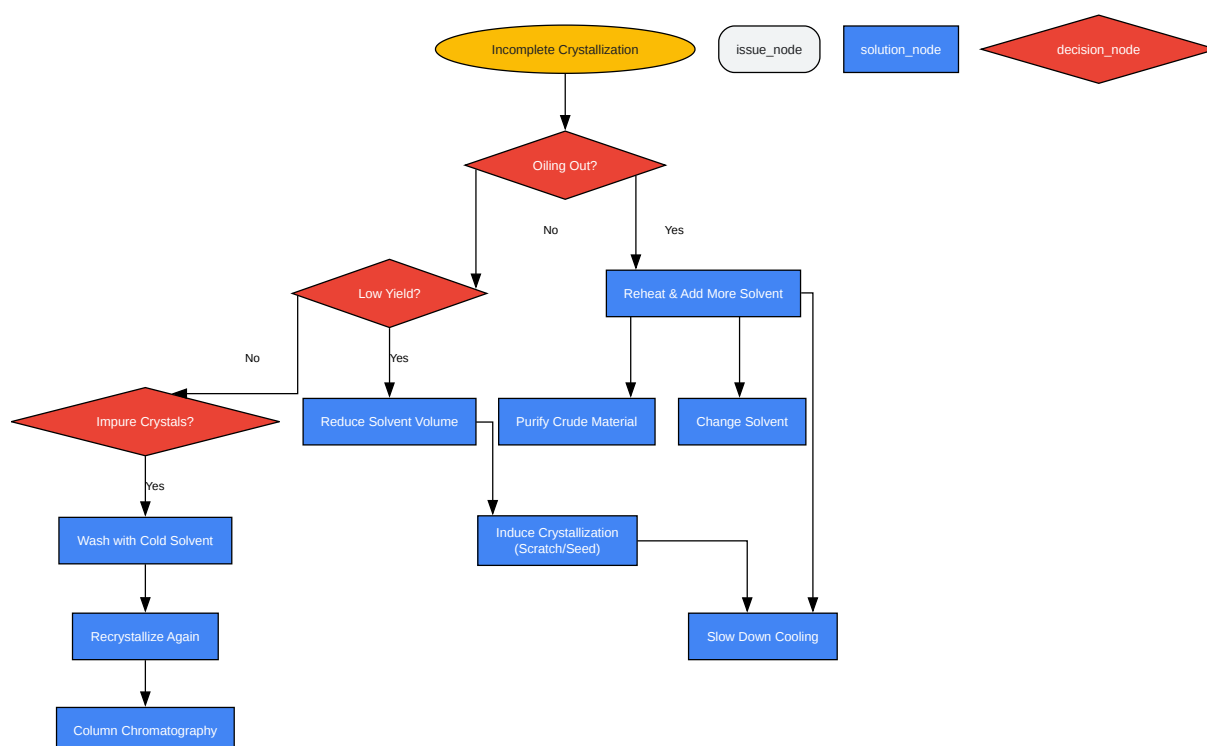 Incomplete Crystallization
issue_node
solution_node
decision_node
Oiling Out?
No
Yes
Low Yield?
Reheat & Add More Solvent
No
Yes
Impure Crystals?
Reduce Solvent Volume
Purify Crude Material
Change Solvent
Yes
Wash with Cold Solvent
Induce Crystallization
(Scratch/Seed)
Recrystallize Again
Slow Down Cooling
Column Chromatography